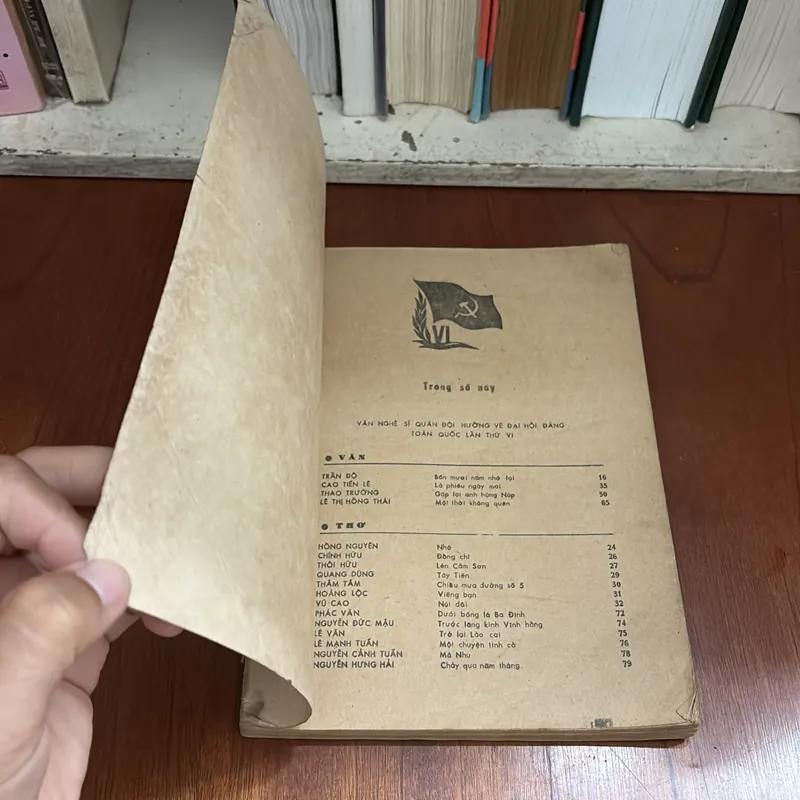 VI
Trong số này
VĂN NGHỆ SĨ QUÂN ĐỘI HƯỚNG VỀ ĐẠI HỘI ĐẢNG
TOÀN QUỐC LẦN THỨ VI
● VĂN
TRẦN ĐỘ Bốn mươi năm nhớ lại 16
CAO TIẾN LÊ Lá phiếu ngày mai 35
THAO TRƯỜNG Gặp lại anh hùng Núp 50
LÊ THỊ HỒNG THÁI Một thời không quên 65
● THƠ
HỒNG NGUYÊN Nhớ 24
CHÍNH HỮU Đồng chí 26
THÔI HỮU Lên Cấm Sơn 27
QUANG DŨNG Tây Tiến 29
THÂM TÂM Chiều mưa đường số 5 30
HOÀNG LỘC Viếng bạn 31
VŨ CAO Núi đôi 32
PHÁC VĂN Dưới bóng lá Ba Đình 72
NGUYỄN ĐỨC MẬU Trước lăng kính Vĩnh hằng 74
LÊ VĂN Trở lại Lào cai 75
LÊ MẠNH TUẤN Một chuyện tình cờ 76
NGUYỄN CẢNH TUẤN Mả Nhu 78
NGUYỄN HƯNG HẢI Chảy qua năm tháng 79